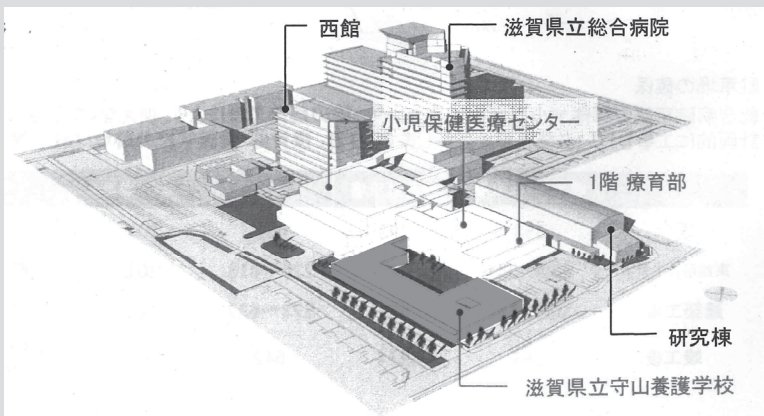 西館
滋賀県立総合病院
小児保健医療センター
1階 療育部
研究棟
滋賀県立守山養護学校